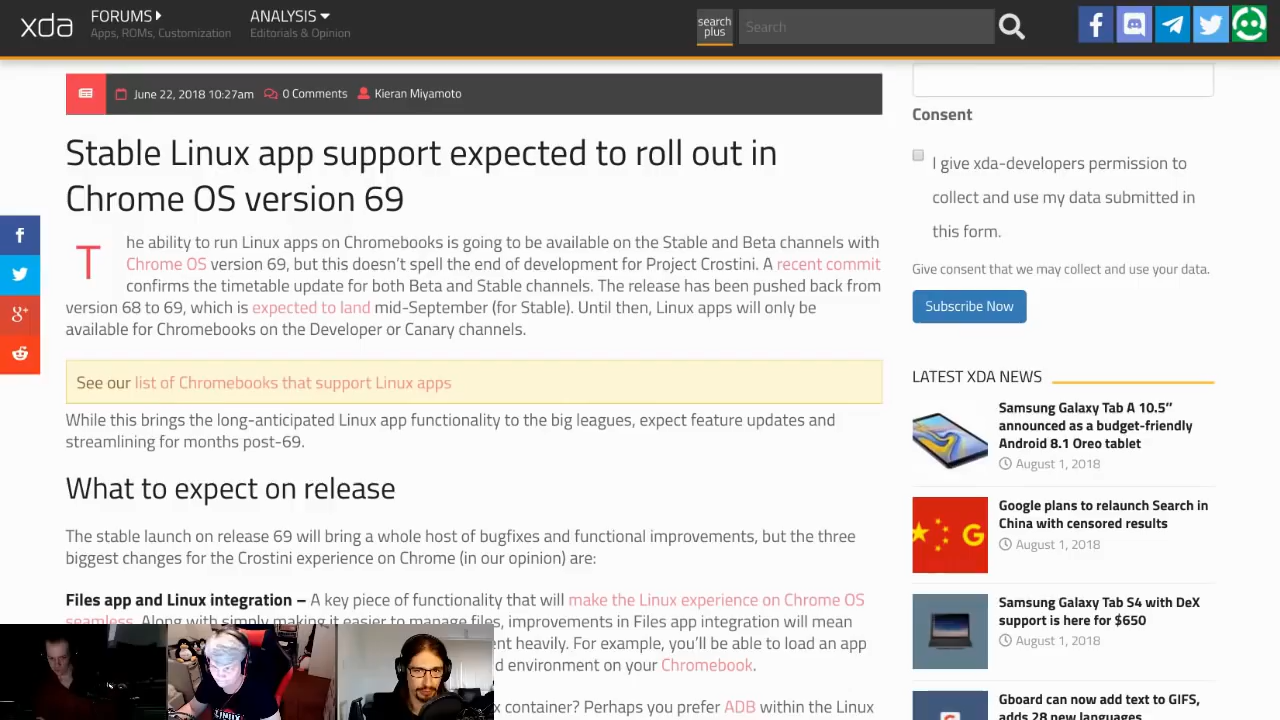 xda
FORUMS
Apps, ROMs, Customization
ANALYSIS
Editorials & Opinion
search
plus
Search
June 22, 2018 10:27am
0 Comments
Kieran Miyamoto
Stable Linux app support expected to roll out in
Chrome OS version 69
The ability to run Linux apps on Chromebooks is going to be available on the Stable and Beta channels with
Chrome OS version 69, but this doesn't spell the end of development for Project Crostini. A recent commit
confirms the timetable update for both Beta and Stable channels. The release has been pushed back from
version 68 to 69, which is expected to land mid-September (for Stable). Until then, Linux apps will only be
available for Chromebooks on the Developer or Canary channels.
See our list of Chromebooks that support Linux apps
While this brings the long-anticipated Linux app functionality to the big leagues, expect feature updates and
streamlining for months post-69.
What to expect on release
The stable launch on release 69 will bring a whole host of bugfixes and functional improvements, but the three
biggest changes for the Crostini experience on Chrome (in our opinion) are:
Files app and Linux integration – A key piece of functionality that will make the Linux experience on Chrome OS
seamless. Along with simply making it easier to manage files, improvements in Files app integration will mean
nt heavily. For example, you'll be able to load an app
d environment on your Chromebook.
x container? Perhaps you prefer ADB within the Linux
Consent
I give xda-developers permission to
collect and use my data submitted in
this form.
Give consent that we may collect and use your data.
Subscribe Now
LATEST XDA NEWS
Samsung Galaxy Tab A 10.5″
announced as a budget-friendly
Android 8.1 Oreo tablet
August 1, 2018
Google plans to relaunch Search in
China with censored results
August 1, 2018
Samsung Galaxy Tab S4 with DeX
support is here for $650
August 1, 2018
Gboard can now add text to GIFS,
adds 28 new languages